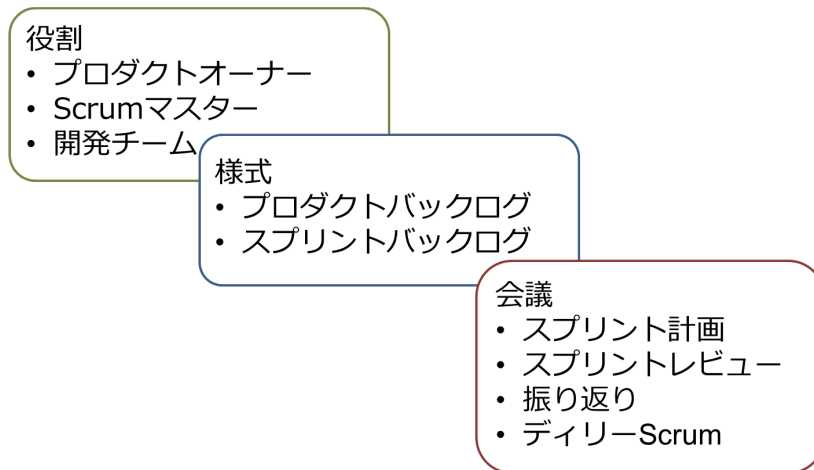 役割
• プロダクトオーナー
• Scrumマスター
• 開発チーム
様式
• プロダクトバックログ
• スプリントバックログ
会議
• スプリント計画
• スプリントレビュー
• 振り返り
• ディリーScrum